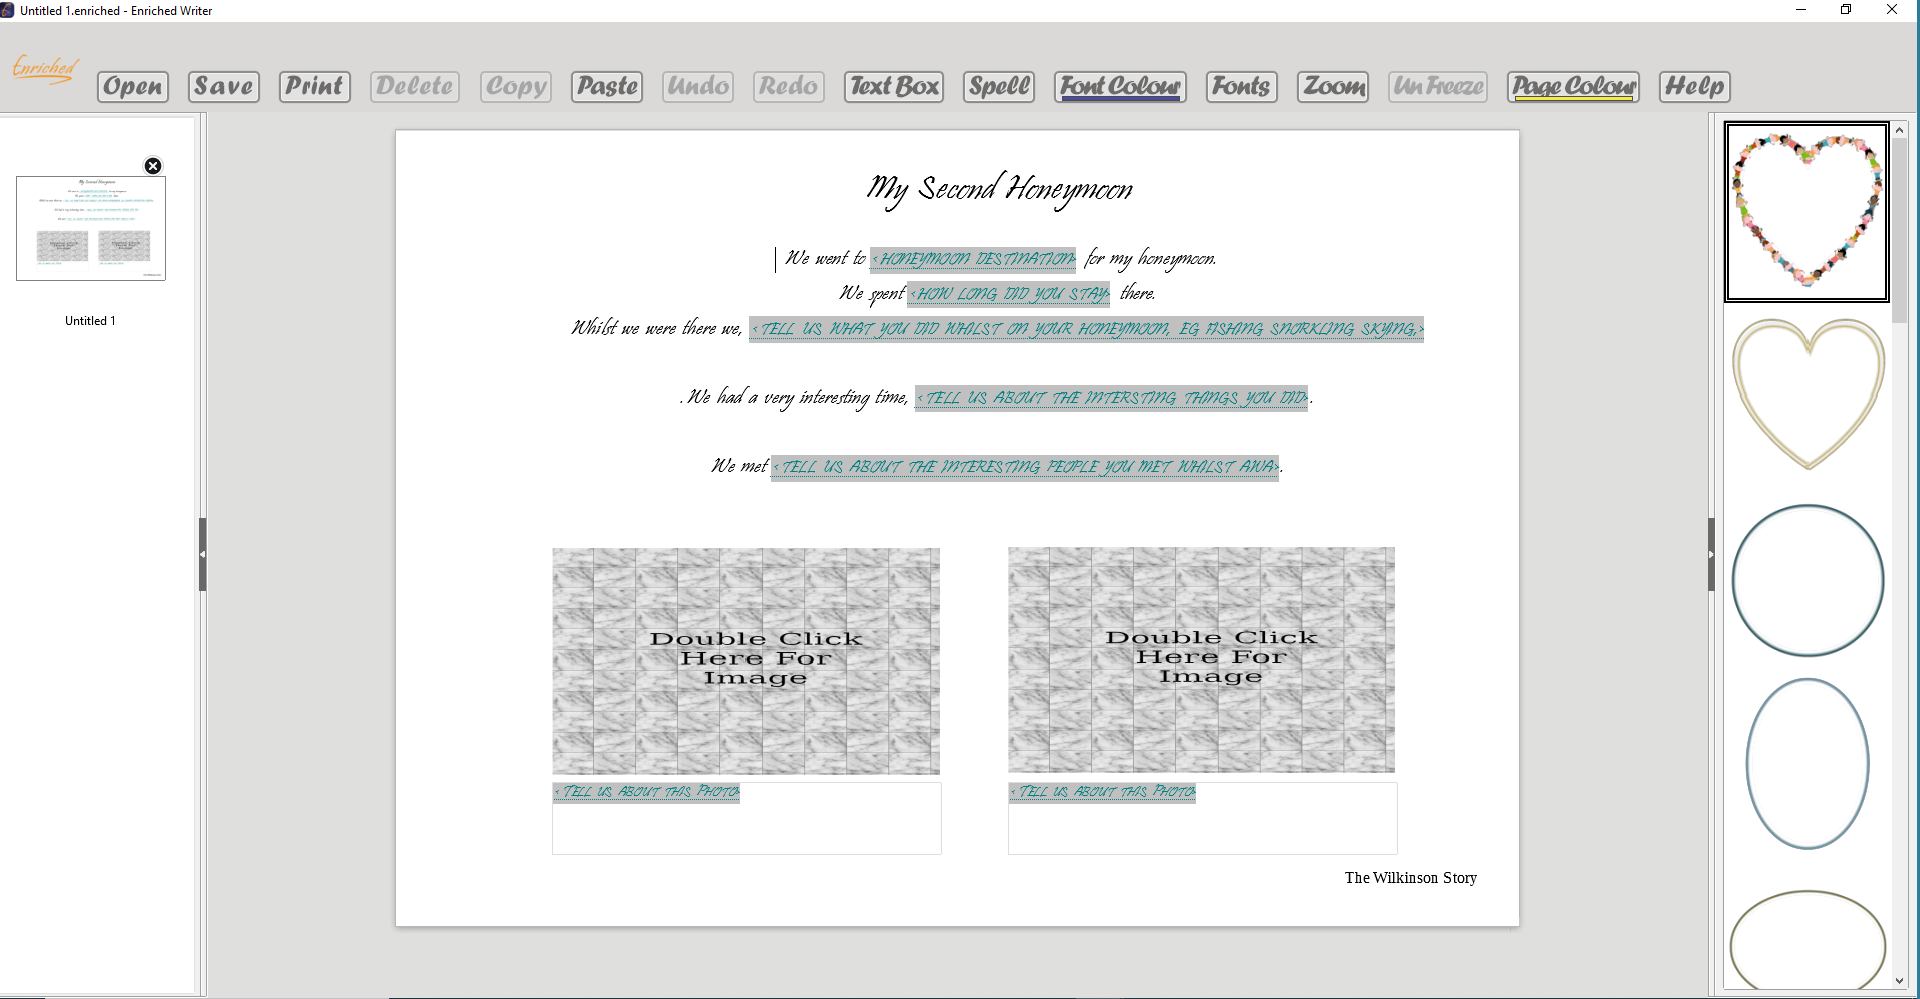 Untitled 1.enriched - Enriched Writer
Enriched
Open Save Print Delete Copy Paste Undo Redo Text Box Spell Font Colour Fonts Zoom Un Freeze Page Colour Help
Untitled 1
My Second Honeymoon
We went to <HONEYMOON DESTINATION> for my honeymoon.
We spent <HOW LONG DID YOU STAY> there.
Whilst we were there we, <TELL US WHAT YOU DID WHILST ON YOUR HONEYMOON, EG FISHING SNORKLING SKYING,>
.We had a very interesting time, <TELL US ABOUT THE INTERSTING THINGS YOU DID>.
We met <TELL US ABOUT THE INTERESTING PEOPLE YOU MET WHILST AWA>.
Double Click
Here For
Image
Double Click
Here For
Image
<TELL US ABOUT THIS PHOTO>
<TELL US ABOUT THIS PHOTO>
The Wilkinson Story